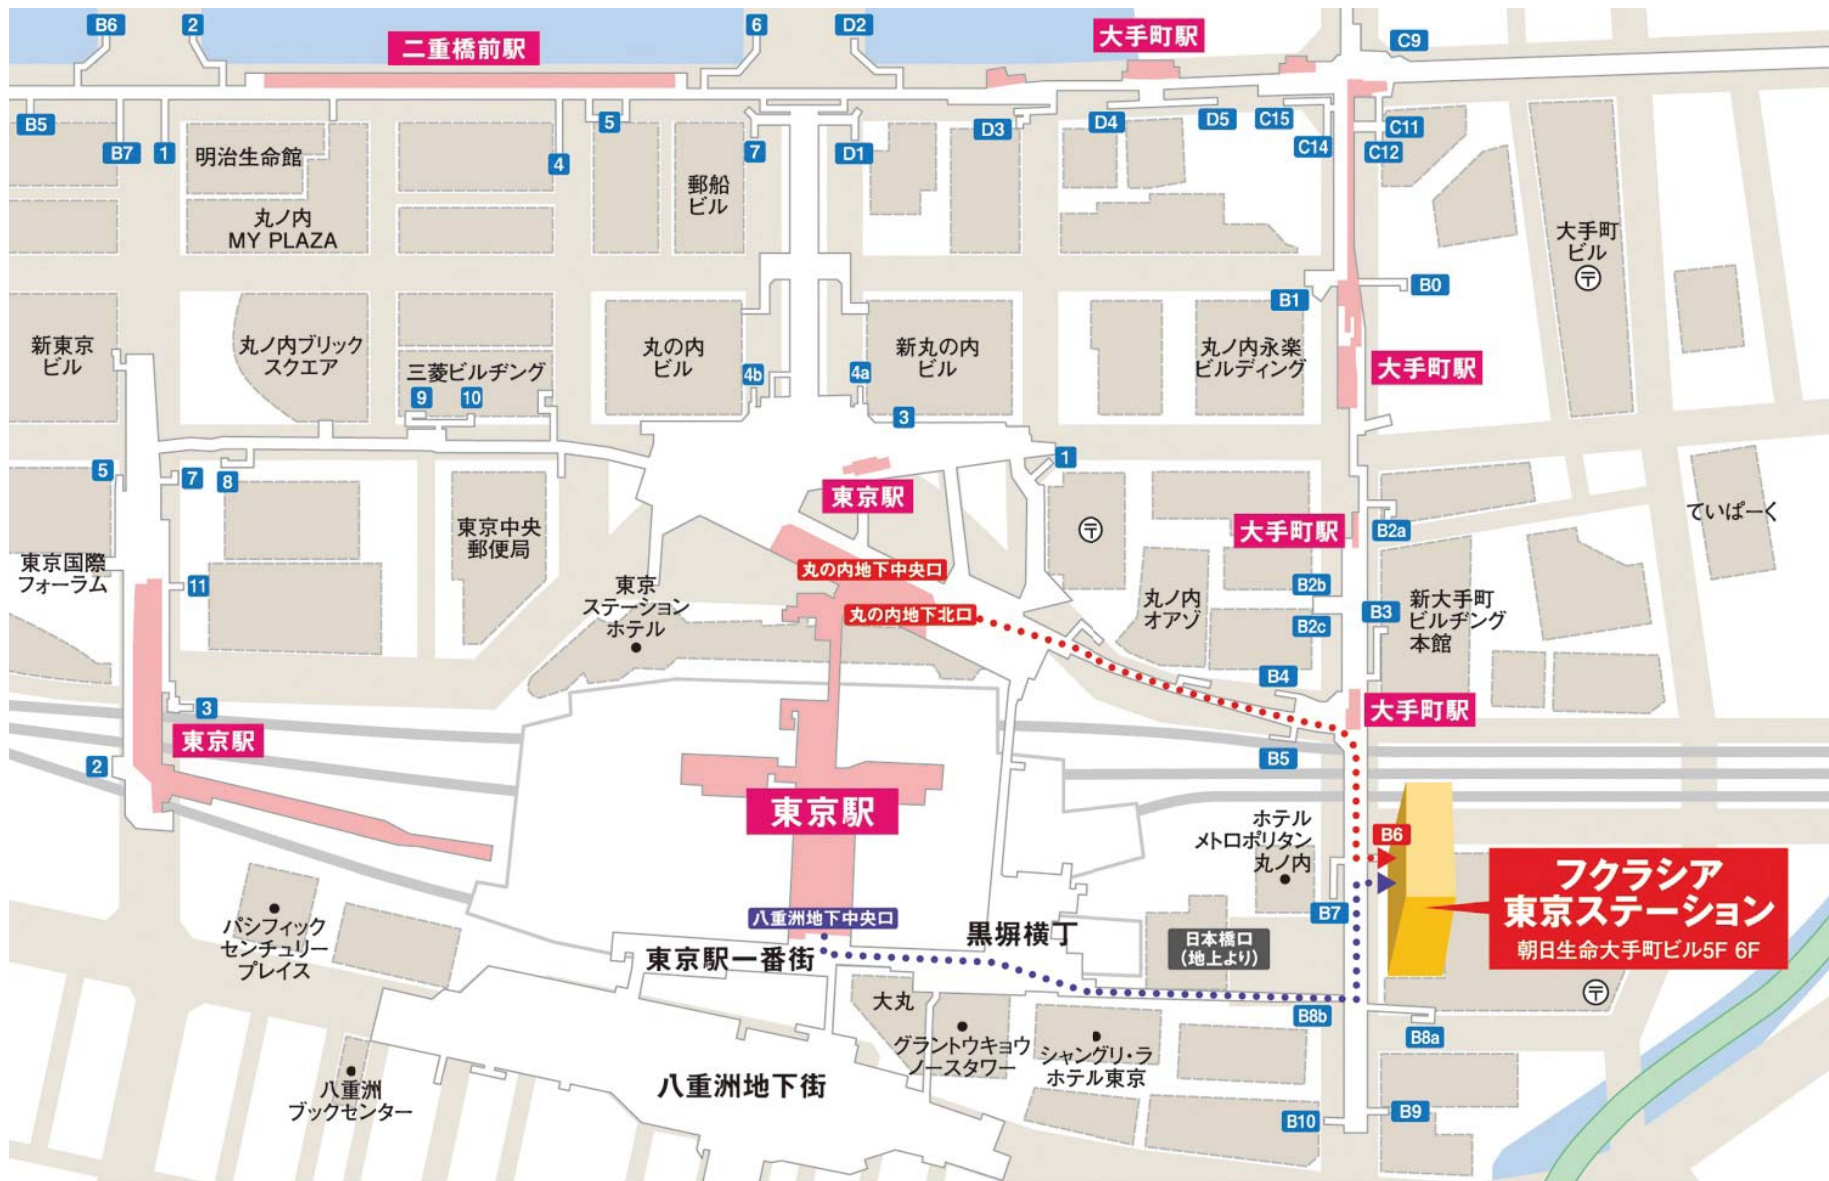 B6
2
二重橋前駅
6
D2
大手町駅
C9
B5
B7
1
4
5
7
D1
D3
D4
D5
C15
C14
C11
C12
明治生命館
丸ノ内
MY PLAZA
郵船
ビル
大手町
ビル
〒
B1
B0
新東京
ビル
丸ノ内ブリック
スクエア
三菱ビルヂング
9
10
丸の内
ビル
4b
4a
新丸の内
ビル
3
丸ノ内永楽
ビルディング
大手町駅
5
7
8
東京駅
1
〒
大手町駅
B2a
ていぱーく
東京国際
フォーラム
11
東京中央
郵便局
東京
ステーション
ホテル
丸の内地下中央口
丸の内地下北口
丸ノ内
オアゾ
B2b
B2c
B3
新大手町
ビルヂング
本館
B4
3
東京駅
2
大手町駅
B5
東京駅
ホテル
メトロポリタン
丸ノ内
B6
フクラシア
東京ステーション
朝日生命大手町ビル5F 6F
B7
パシフィック
センチュリー
プレイス
八重洲地下中央口
東京駅一番街
黒塀横丁
日本橋口
(地上より)
〒
大丸
グラントウキョウ
ノースタワー
シャングリ・ラ
ホテル東京
B8b
B8a
八重洲
ブックセンター
八重洲地下街
B10
B9